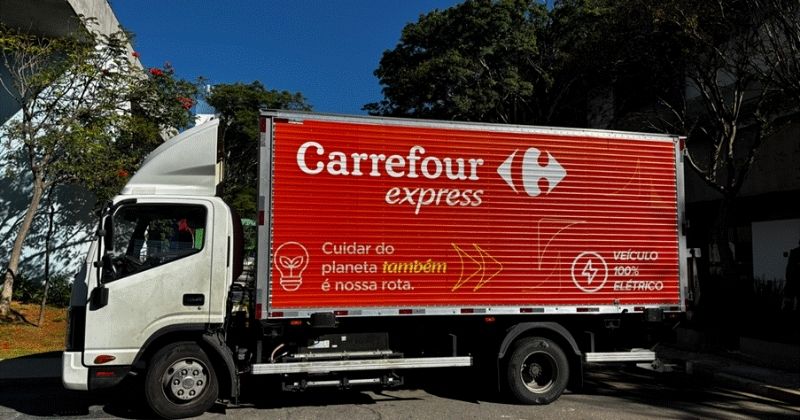 Carrefour
express
Cuidar do
planeta também
é nossa rota.
VEÍCULO
100%
ELÉTRICO